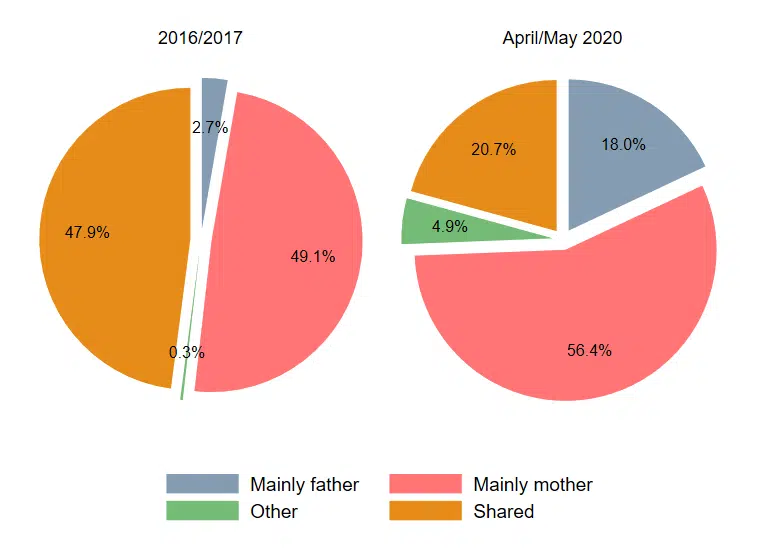 2016/2017
April/May 2020
2.7%
49.1%
0.3%
47.9%
18.0%
56.4%
4.9%
20.7%
Mainly father
Mainly mother
Other
Shared